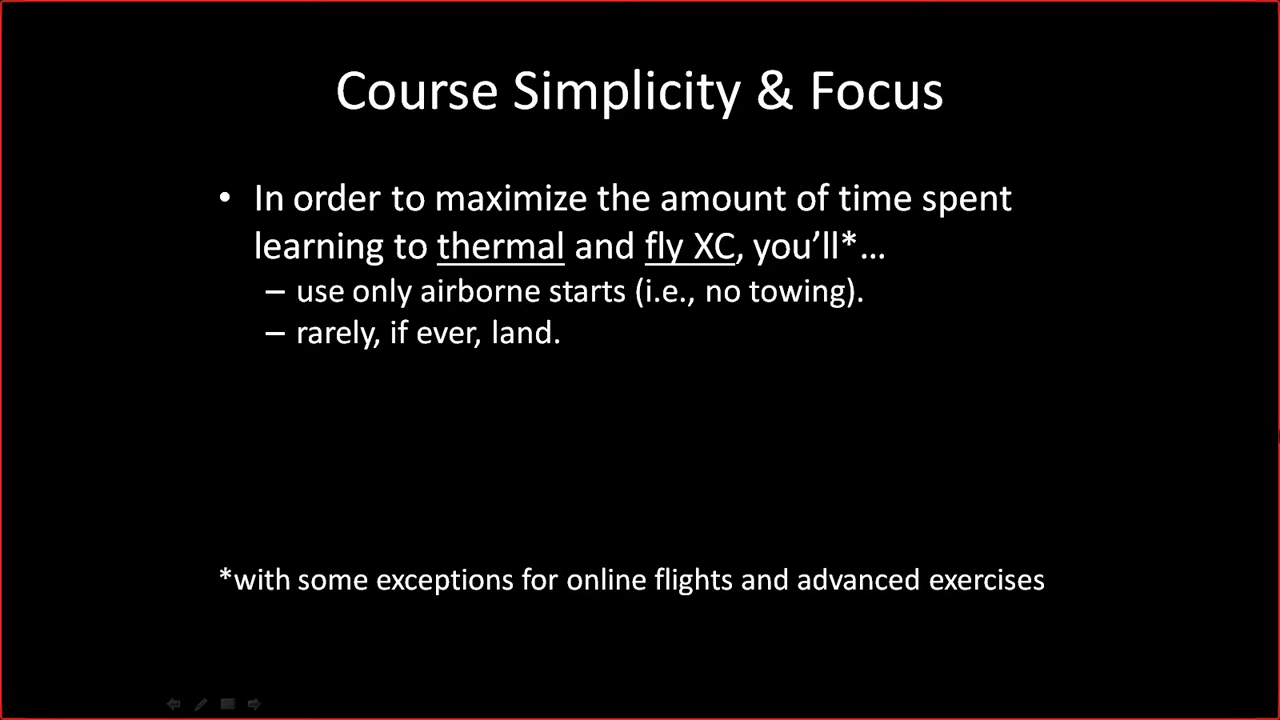 Course Simplicity & Focus
• In order to maximize the amount of time spent
learning to thermal and fly XC, you’ll*…
– use only airborne starts (i.e., no towing).
– rarely, if ever, land.
*with some exceptions for online flights and advanced exercises